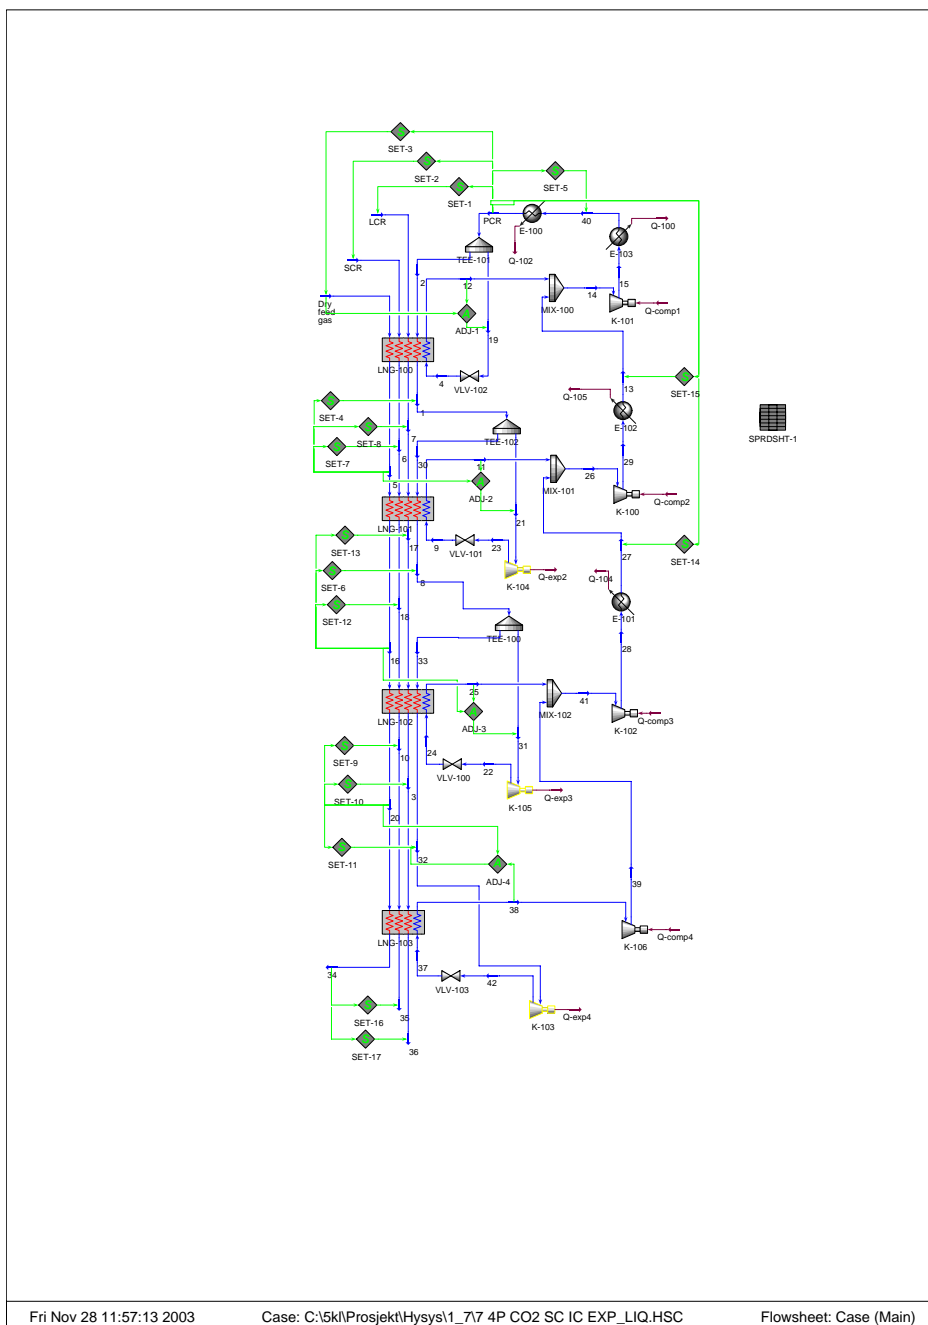 SET-3
SET-2
SET-5
SET-1
LCR
PCR
40
E-100
Q-100
Q-102
E-103
TEE-101
SCR
2
12
15
14
MIX-100
Dry
feed
gas
K-101
Q-comp1
ADJ-1
19
LNG-100
4
VLV-102
13
SET-15
Q-105
E-102
SET-4
1
TEE-102
SPRDSHT-1
7
SET-8
6
30
11
29
SET-7
5
26
MIX-101
ADJ-2
K-100
Q-comp2
LNG-101
21
SET-13
17
9
VLV-101
23
27
SET-14
8
K-104
Q-exp2
Q-104
SET-6
E-101
SET-12
18
TEE-100
16
33
28
25
41
MIX-102
K-102
Q-comp3
LNG-102
ADJ-3
31
24
10
SET-9
VLV-100
22
SET-10
3
K-105
Q-exp3
20
SET-11
32
ADJ-4
39
38
LNG-103
K-106
Q-comp4
34
37
VLV-103
42
SET-16
35
K-103
Q-exp4
SET-17
36
Fri Nov 28 11:57:13 2003 Case: C:\5kl\Prosjekt\Hysys\1_7\7 4P CO2 SC IC EXP_LIQ.HSC Flowsheet: Case (Main)